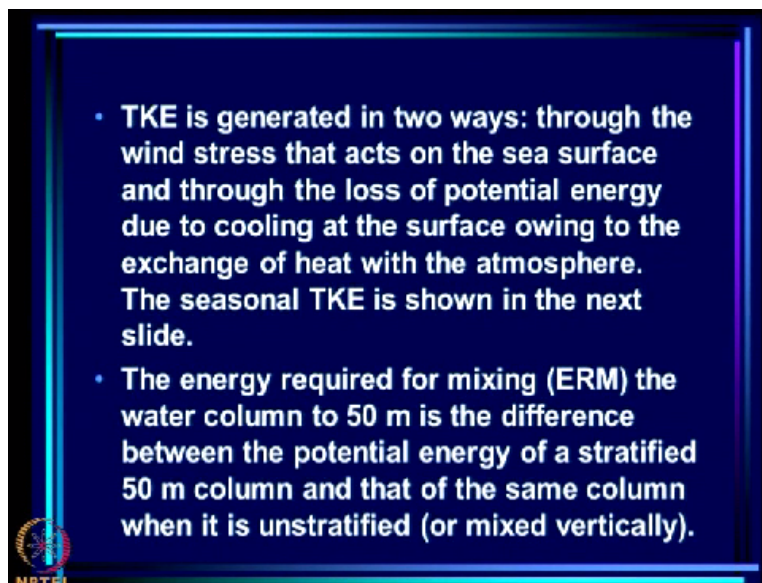 • TKE is generated in two ways: through the
wind stress that acts on the sea surface
and through the loss of potential energy
due to cooling at the surface owing to the
exchange of heat with the atmosphere.
The seasonal TKE is shown in the next
slide.
• The energy required for mixing (ERM) the
water column to 50 m is the difference
between the potential energy of a stratified
50 m column and that of the same column
when it is unstratified (or mixed vertically).
NPTEL